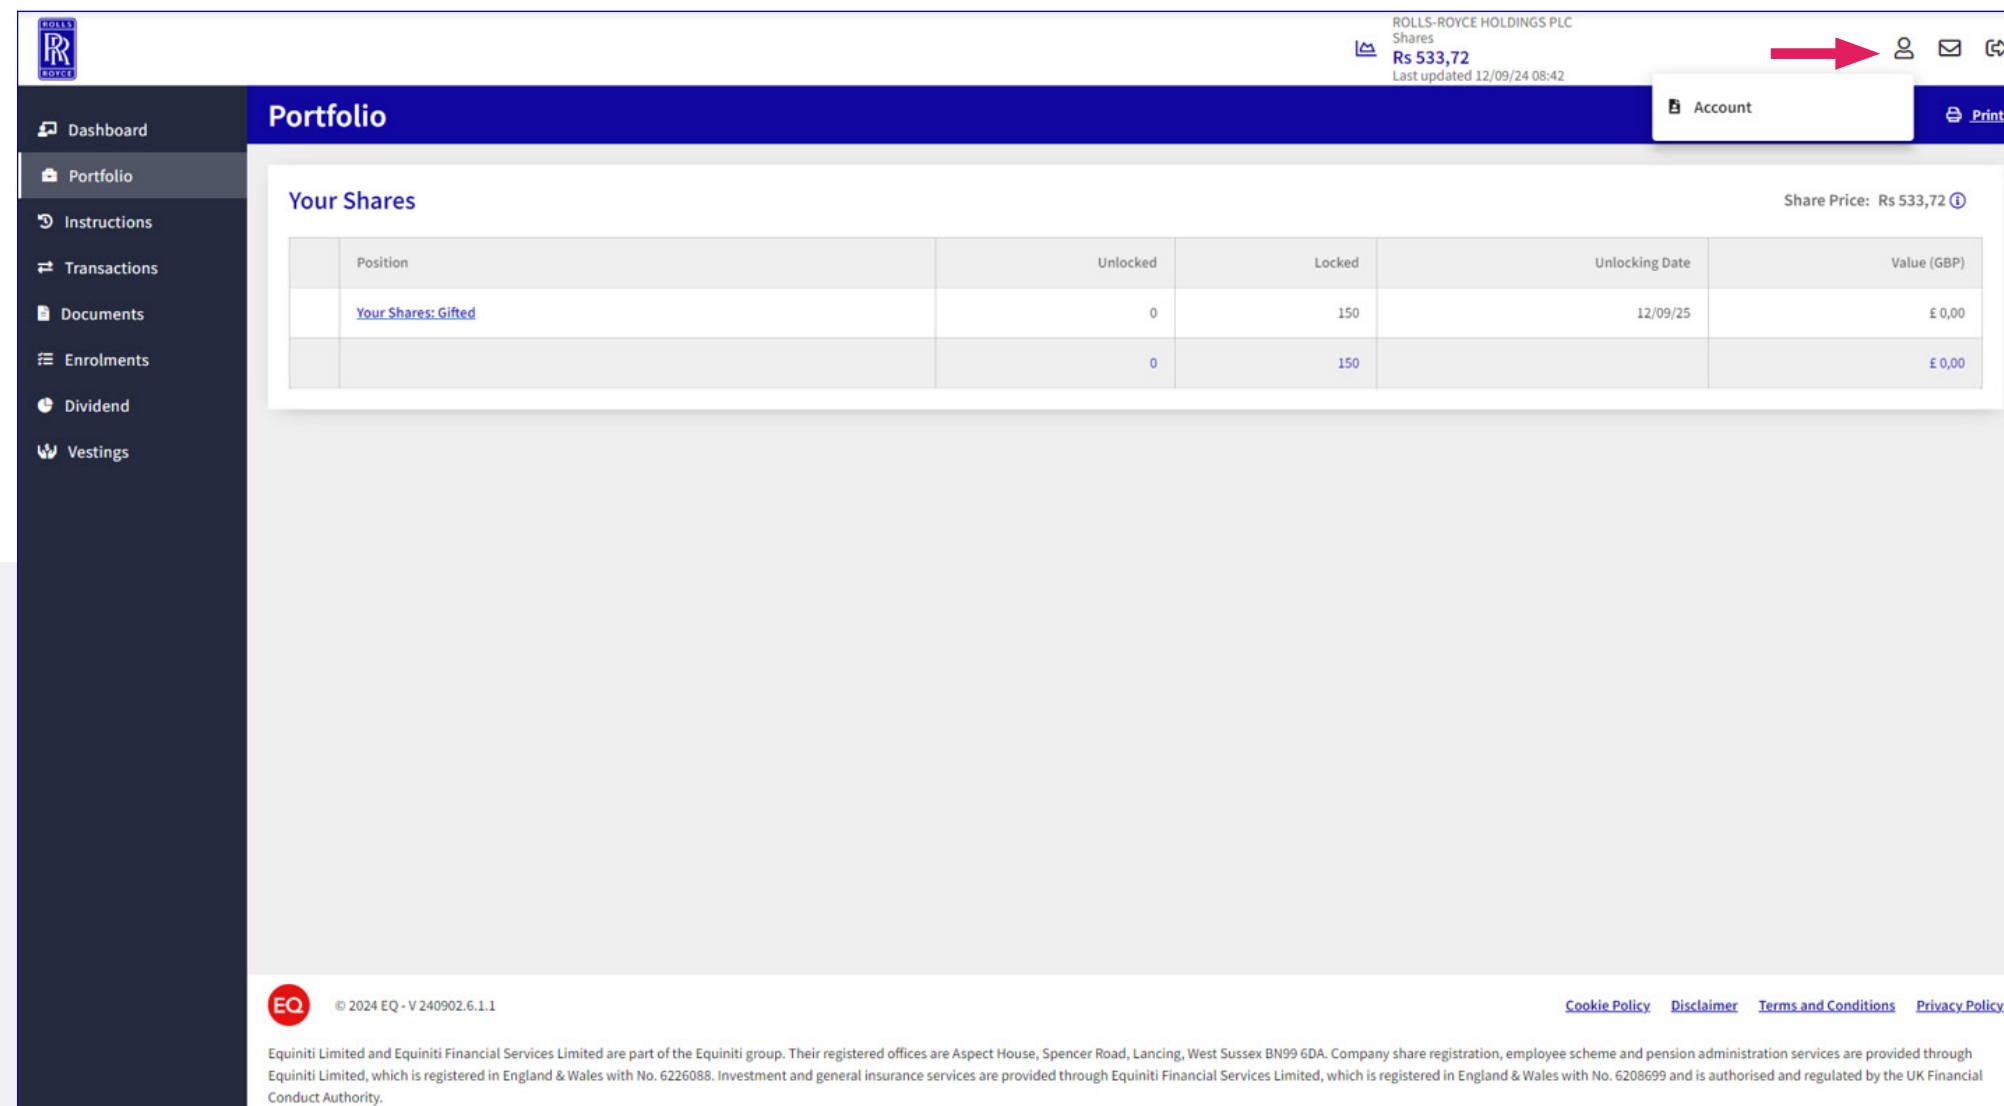 ROLLS
RR
ROYCE
ROLLS-ROYCE HOLDINGS PLC
Shares
Rs 533,72
Last updated 12/09/24 08:42
Account
Portfolio
Print
Dashboard
Portfolio
Instructions
Transactions
Documents
Enrolments
Dividend
Vestings
Your Shares
Share Price: Rs 533,72
Position Unlocked Locked Unlocking Date Value (GBP)
Your Shares: Gifted 0 150 12/09/25 £ 0,00
0 150 £ 0,00
EQ
© 2024 EQ - V 240902.6.1.1
Cookie Policy Disclaimer Terms and Conditions Privacy Policy
Equiniti Limited and Equiniti Financial Services Limited are part of the Equiniti group. Their registered offices are Aspect House, Spencer Road, Lancing, West Sussex BN99 6DA. Company share registration, employee scheme and pension administration services are provided through
Equiniti Limited, which is registered in England & Wales with No. 6226088. Investment and general insurance services are provided through Equiniti Financial Services Limited, which is registered in England & Wales with No. 6208699 and is authorised and regulated by the UK Financial
Conduct Authority.